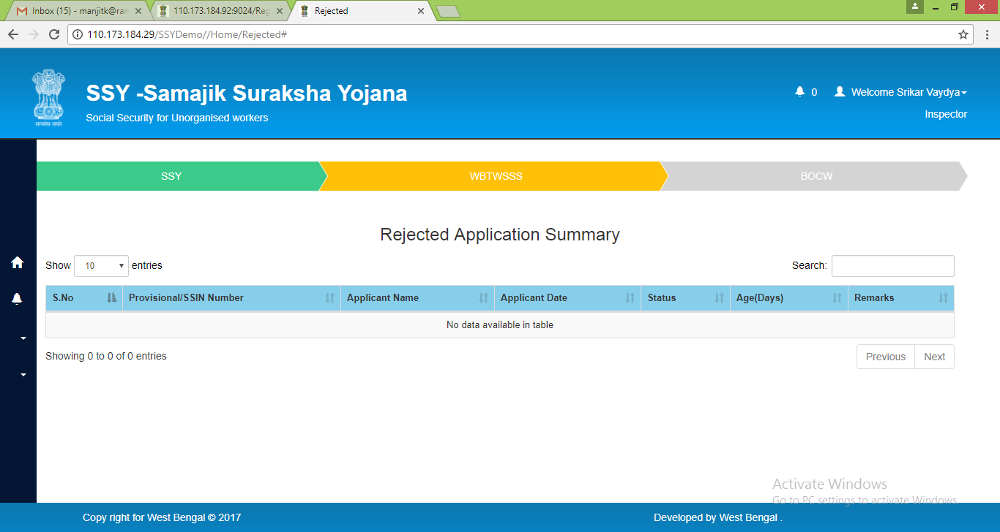 Inbox (15) - manjitk@ran
110.173.184.92:9024/Reg
Rejected
110.173.184.29/SSYDemo//Home/Rejected#
SSY -Samajik Suraksha Yojana
Social Security for Unorganised workers
सत्यमेव जयते
0 Welcome Srikar Vaydya
Inspector
SSY WBTWSSS BOCW
Rejected Application Summary
Show 10 entries Search:
S.No Provisional/SSIN Number Applicant Name Applicant Date Status Age(Days) Remarks
No data available in table
Showing 0 to 0 of 0 entries Previous Next
Activate Windows
Go to PC settings to activate Windows.
Copy right for West Bengal © 2017 Developed by West Bengal .